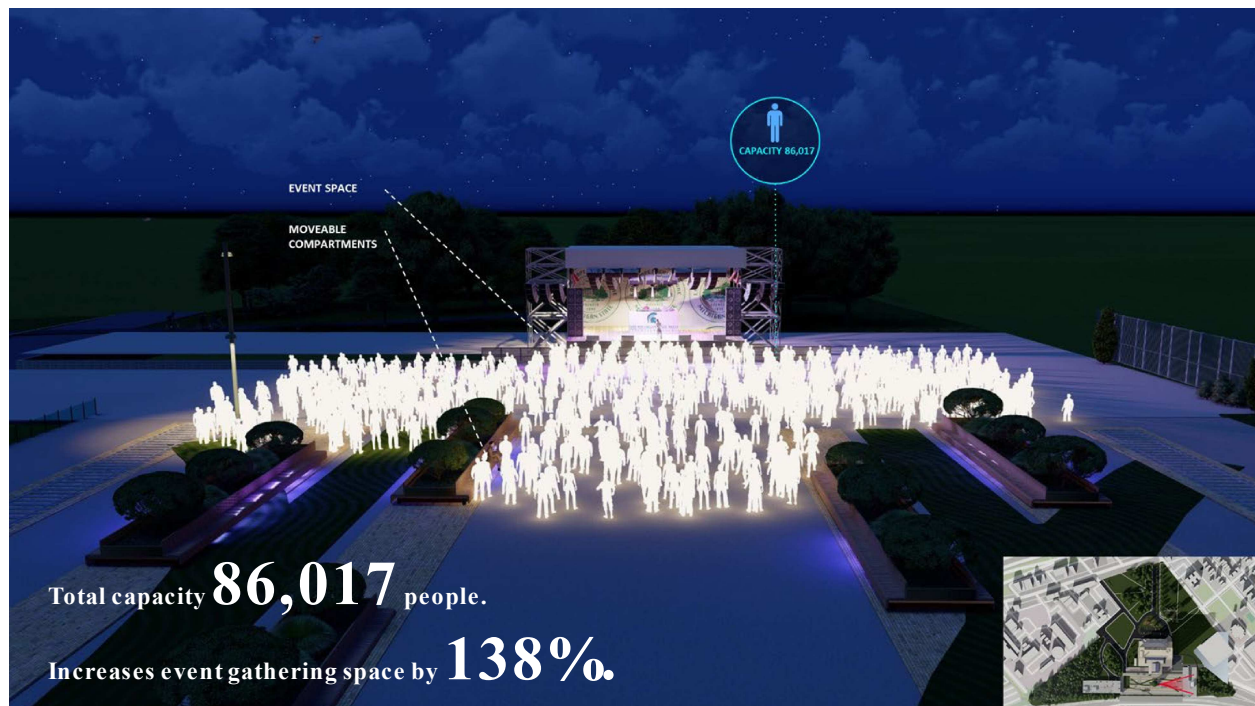 CAPACITY 86,017
EVENT SPACE
MOVEABLE
COMPARTMENTS
Total capacity 86,017 people.
Increases event gathering space by 138%.